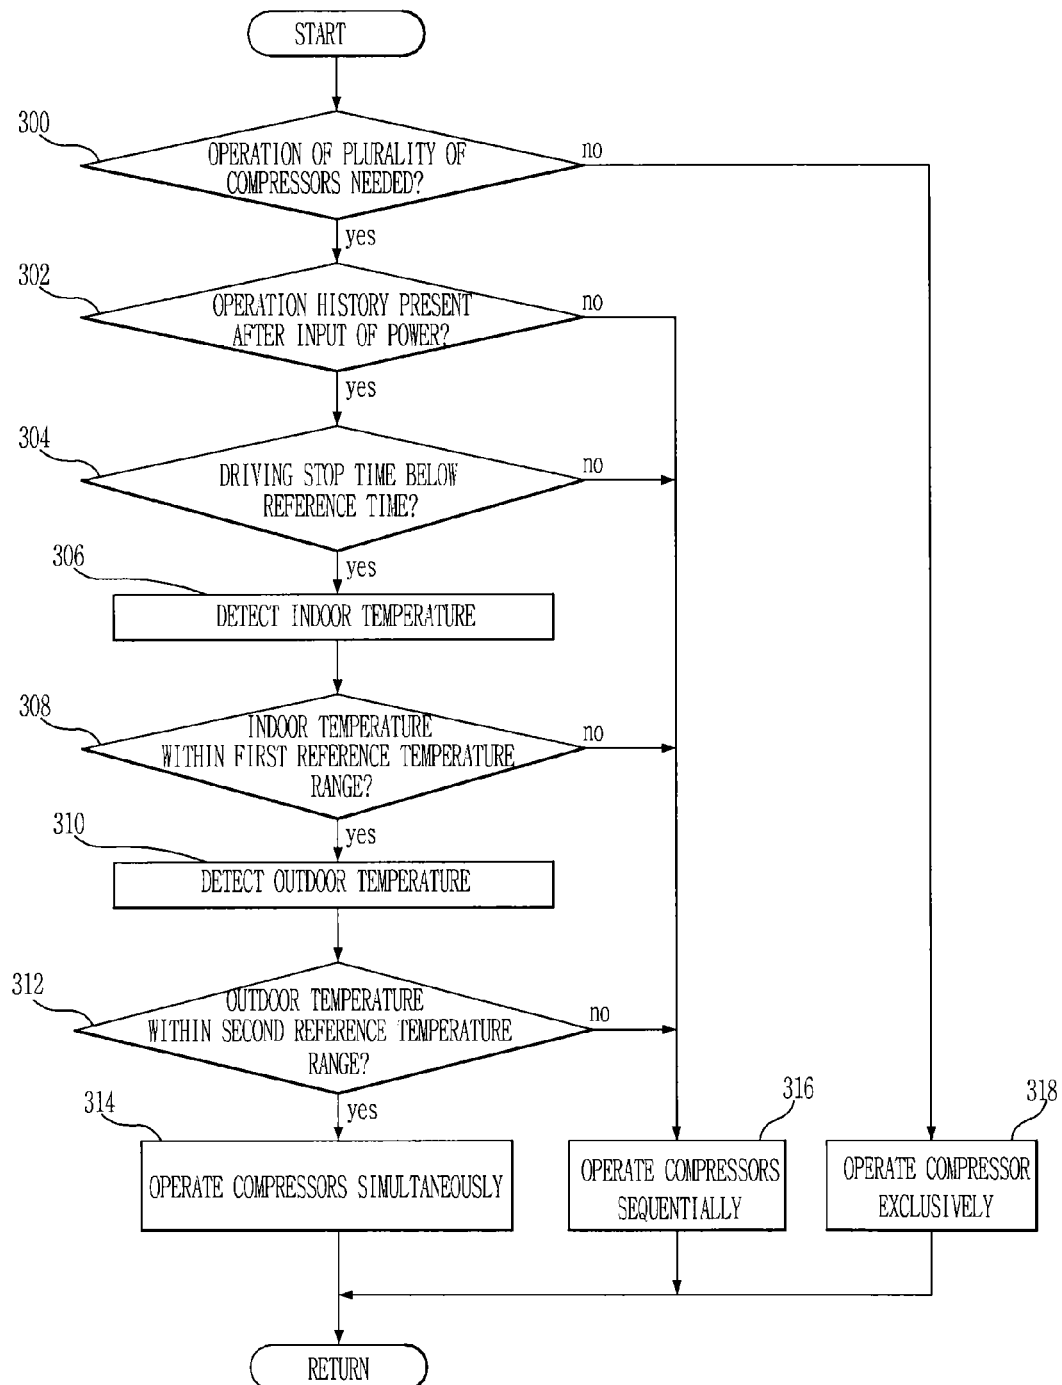 START
300
OPERATION OF PLURALITY OF
COMPRESSORS NEEDED?
no
yes
302
OPERATION HISTORY PRESENT
AFTER INPUT OF POWER?
no
yes
304
DRIVING STOP TIME BELOW
REFERENCE TIME?
no
yes
306
DETECT INDOOR TEMPERATURE
308
INDOOR TEMPERATURE
WITHIN FIRST REFERENCE TEMPERATURE
RANGE?
no
yes
310
DETECT OUTDOOR TEMPERATURE
312
OUTDOOR TEMPERATURE
WITHIN SECOND REFERENCE TEMPERATURE
RANGE?
no
yes
314
OPERATE COMPRESSORS SIMULTANEOUSLY
316
OPERATE COMPRESSORS
SEQUENTIALLY
318
OPERATE COMPRESSOR
EXCLUSIVELY
RETURN